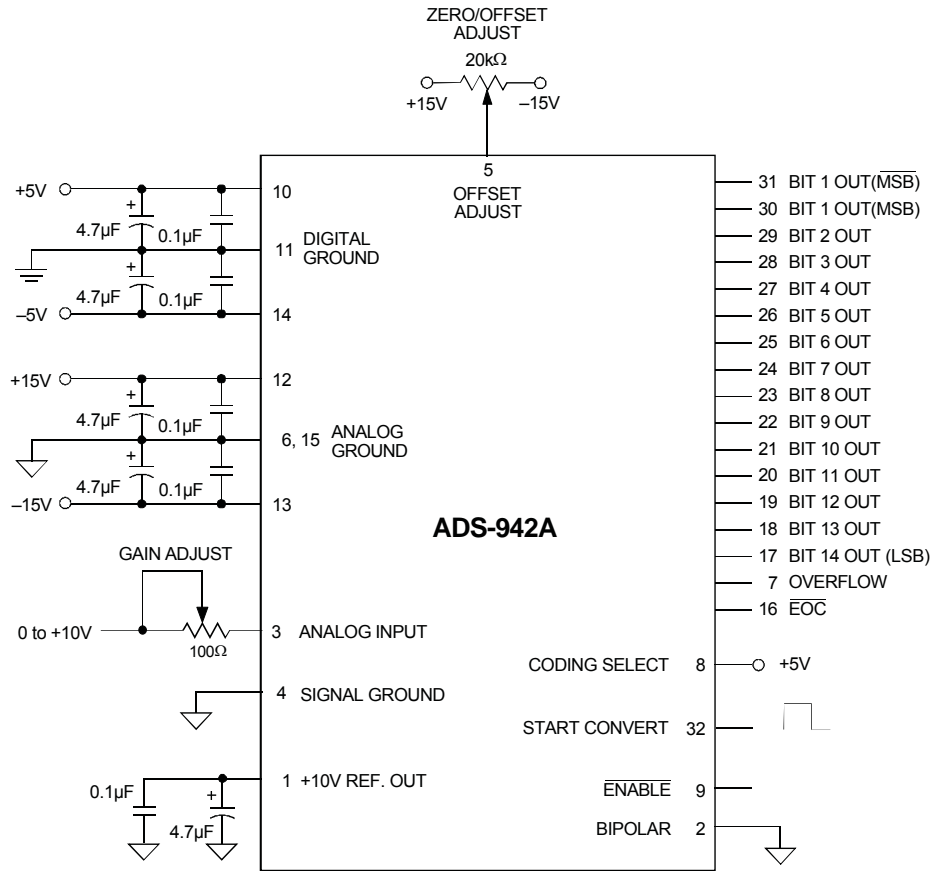 ZERO/OFFSET
ADJUST
20kΩ
+15V
–15V
5
OFFSET
ADJUST
+5V
10
4.7µF
+
0.1µF
11 DIGITAL
GROUND
4.7µF
+
0.1µF
–5V
14
+15V
12
4.7µF
+
0.1µF
6, 15 ANALOG
GROUND
4.7µF
+
0.1µF
–15V
13
ADS-942A
GAIN ADJUST
0 to +10V
100Ω
3 ANALOG INPUT
4 SIGNAL GROUND
1 +10V REF. OUT
0.1µF
+
4.7µF
31 BIT 1 OUT(M̅S̅B̅)
30 BIT 1 OUT(MSB)
29 BIT 2 OUT
28 BIT 3 OUT
27 BIT 4 OUT
26 BIT 5 OUT
25 BIT 6 OUT
24 BIT 7 OUT
23 BIT 8 OUT
22 BIT 9 OUT
21 BIT 10 OUT
20 BIT 11 OUT
19 BIT 12 OUT
18 BIT 13 OUT
17 BIT 14 OUT (LSB)
7 OVERFLOW
16 E̅O̅C̅
CODING SELECT 8
+5V
START CONVERT 32
E̅N̅A̅B̅L̅E̅ 9
BIPOLAR 2